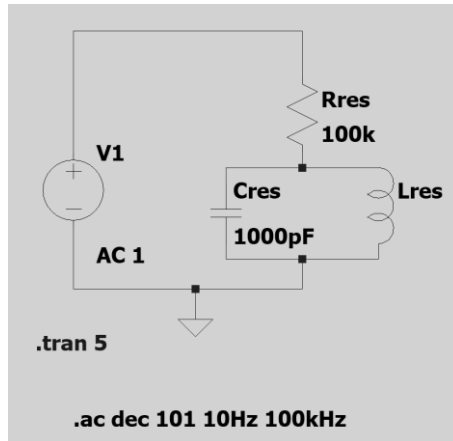 Rres
100k
V1
Cres
Lres
1000pF
AC 1
.tran 5
.ac dec 101 10Hz 100kHz